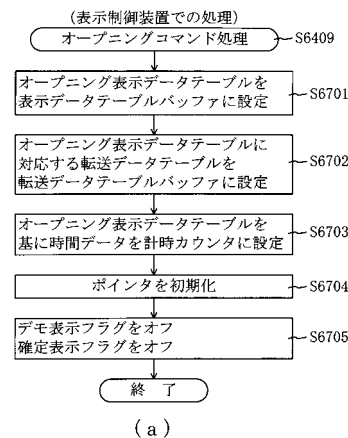 (表示制御装置での処理)
オープニングコマンド処理
S6409
オープニング表示データテーブルを
表示データテーブルバッファに設定
S6701
オープニング表示データテーブルに
対応する転送データテーブルを
転送データテーブルバッファに設定
S6702
オープニング表示データテーブルを
基に時間データを計時カウンタに設定
S6703
ポインタを初期化
S6704
デモ表示フラグをオフ
確定表示フラグをオフ
S6705
終 了
(a)